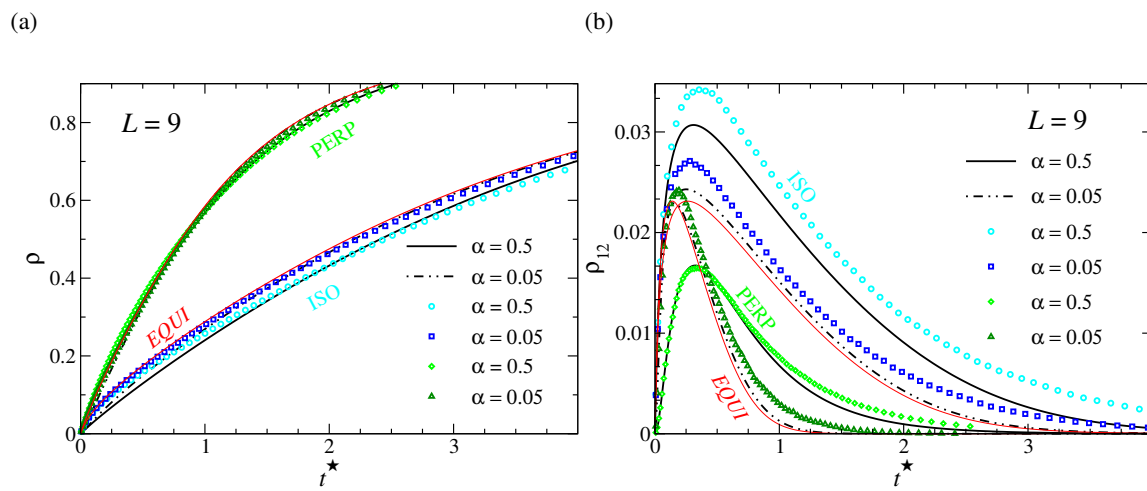 (a)
(b)
L = 9
PERP
EQUI
ISO
α = 0.5
α = 0.05
α = 0.5
α = 0.05
α = 0.5
α = 0.05
0
0.2
0.4
0.6
0.8
ρ
0 1 2 3
t★
L = 9
ISO
PERP
EQUI
α = 0.5
α = 0.05
α = 0.5
α = 0.05
α = 0.5
α = 0.05
0
0.01
0.02
0.03
ρ12
0 1 2 3 4
t★